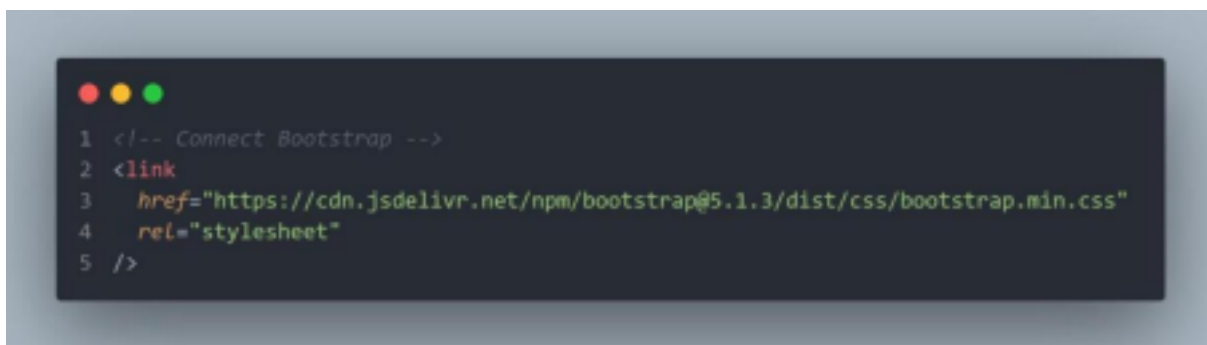 1 <!-- Connect Bootstrap -->
2 <link
3 href="https://cdn.jsdelivr.net/npm/bootstrap@5.1.3/dist/css/bootstrap.min.css"
4 rel="stylesheet"
5 />